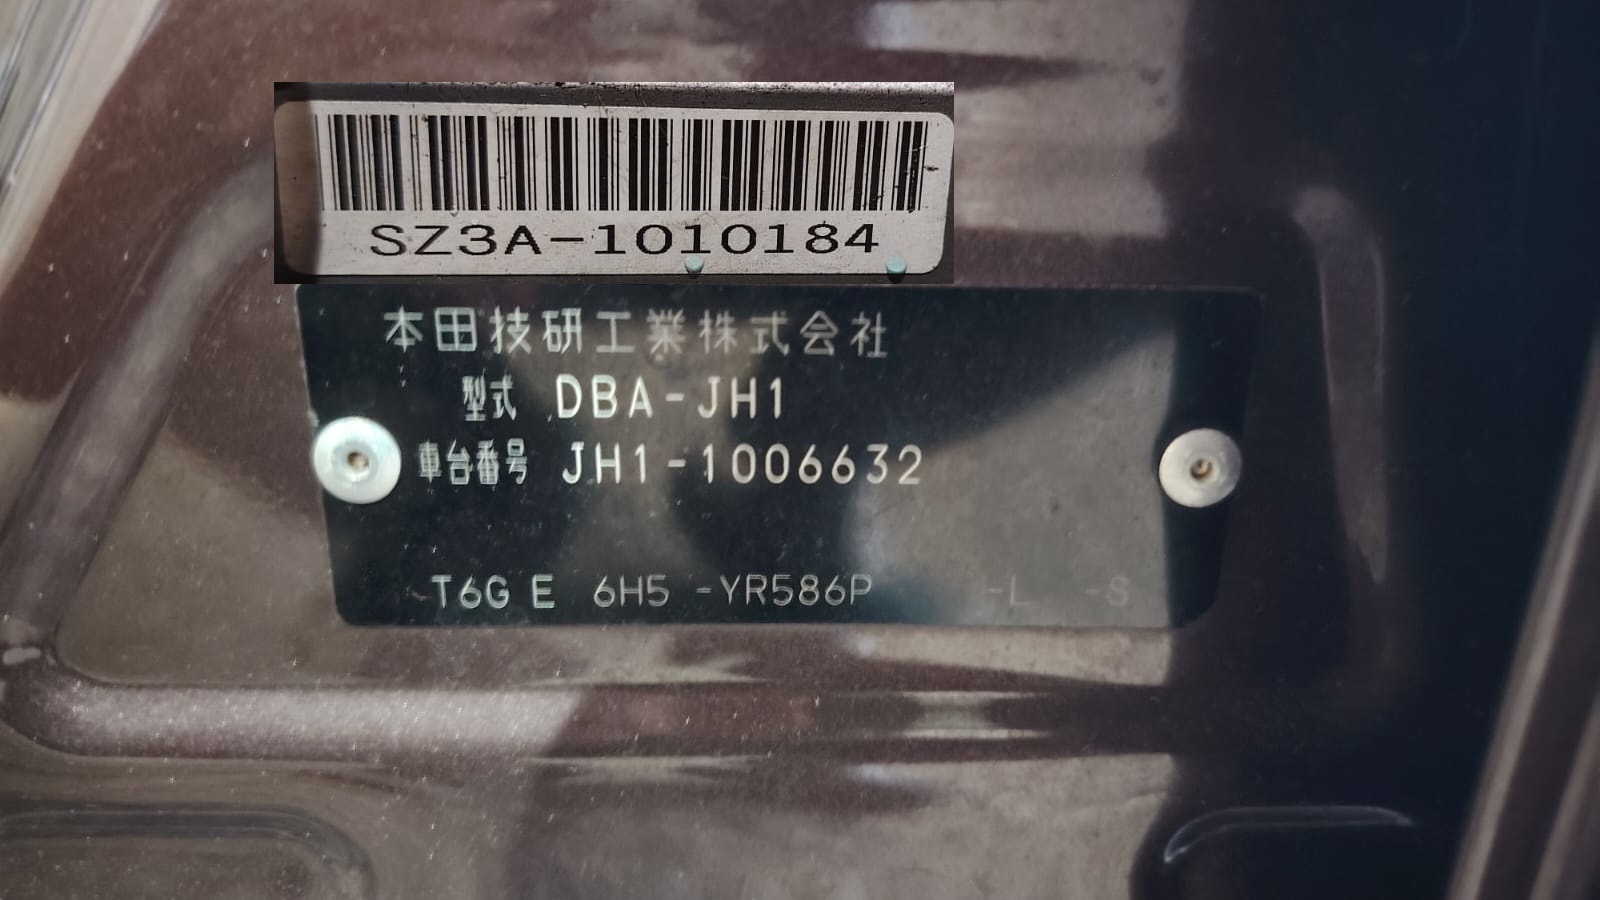 SZ3A-1010184
本田技研工業株式会社
型式 DBA-JH1
車台番号 JH1-1006632
T6G E 6H5 -YR586P -L -S